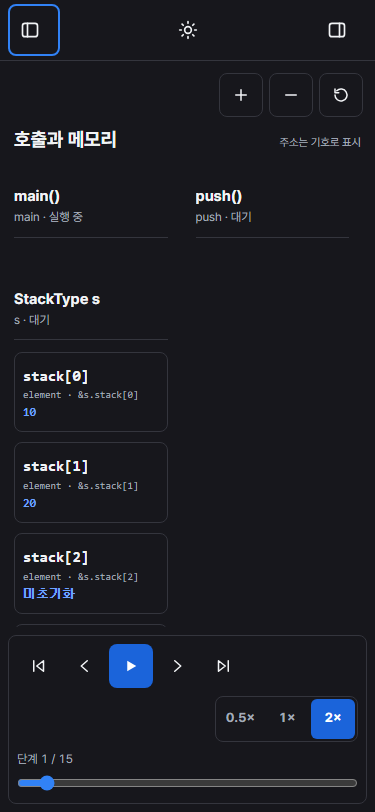 호출과 메모리
주소는 기호로 표시
main()
main · 실행 중
push()
push · 대기
StackType s
s · 대기
stack[0]
element · &s.stack[0]
10
stack[1]
element · &s.stack[1]
20
stack[2]
element · &s.stack[2]
미초기화
0.5×
1×
2×
단계 1 / 15